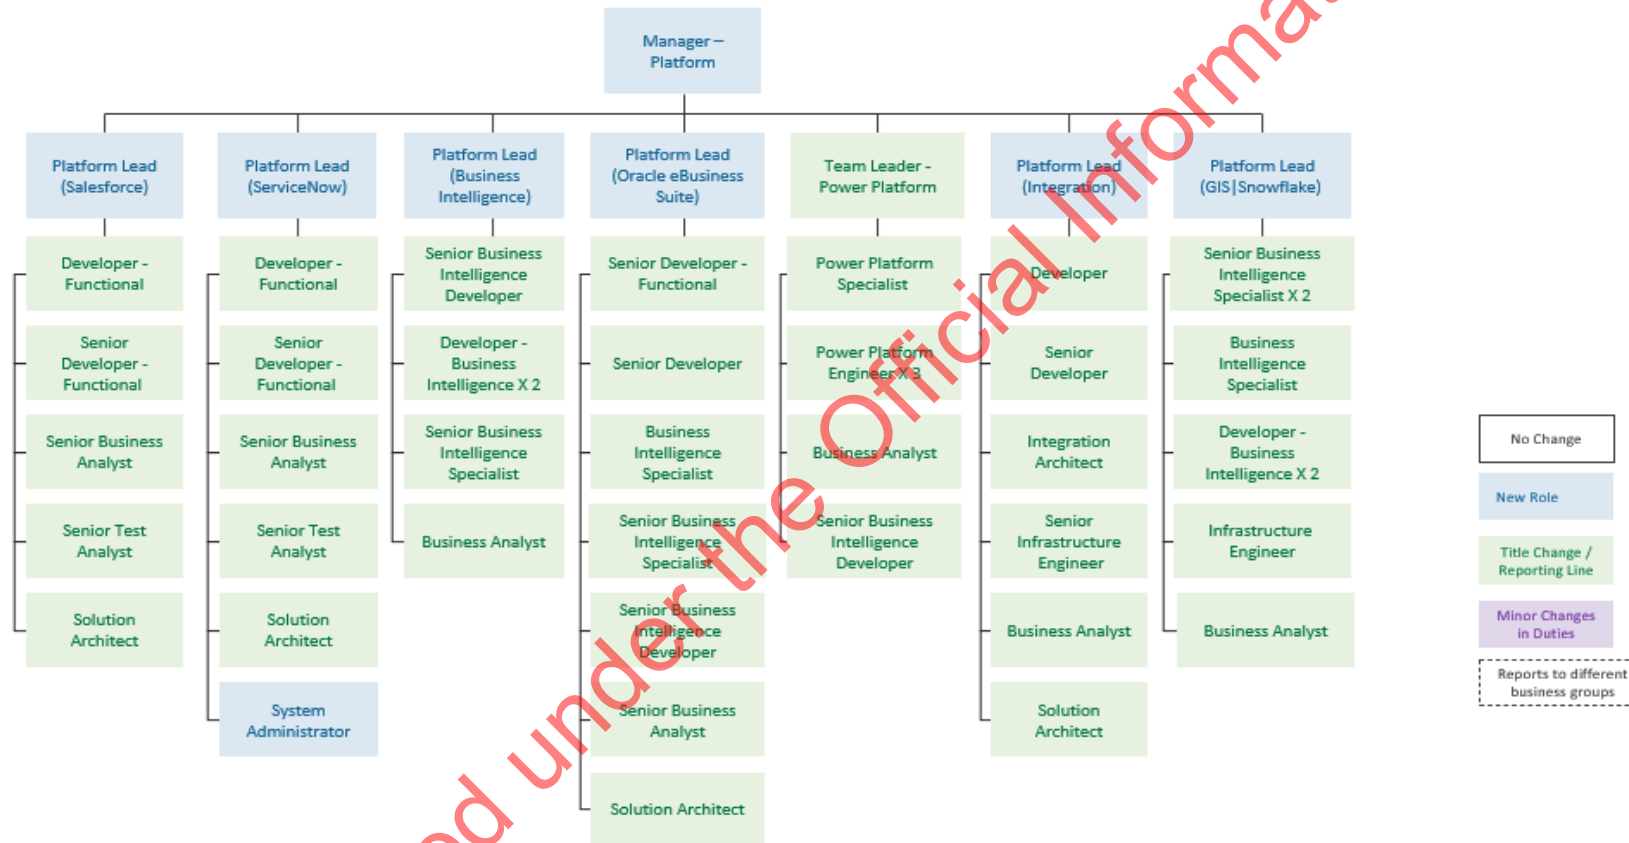 Manager –
Platform
Platform Lead
(Salesforce)
Platform Lead
(ServiceNow)
Platform Lead
(Business
Intelligence)
Platform Lead
(Oracle eBusiness
Suite)
Team Leader -
Power Platform
Platform Lead
(Integration)
Platform Lead
(GIS|Snowflake)
Developer -
Functional
Senior
Developer -
Functional
Senior Business
Analyst
Senior Test
Analyst
Solution
Architect
Developer -
Functional
Senior
Developer -
Functional
Senior Business
Analyst
Senior Test
Analyst
Solution
Architect
System
Administrator
Senior Business
Intelligence
Developer
Developer -
Business
Intelligence X 2
Senior Business
Intelligence
Specialist
Business Analyst
Senior Developer -
Functional
Senior Developer
Business
Intelligence
Specialist
Senior Business
Intelligence
Specialist
Senior Business
Intelligence
Developer
Senior Business
Analyst
Solution Architect
Power Platform
Specialist
Power Platform
Engineer X 3
Business Analyst
Senior Business
Intelligence
Developer
Developer
Senior
Developer
Integration
Architect
Senior
Infrastructure
Engineer
Business Analyst
Solution
Architect
Senior Business
Intelligence
Specialist X 2
Business
Intelligence
Specialist
Developer -
Business
Intelligence X 2
Infrastructure
Engineer
Business Analyst
No Change
New Role
Title Change /
Reporting Line
Minor Changes
in Duties
Reports to different
business groups
under the Official